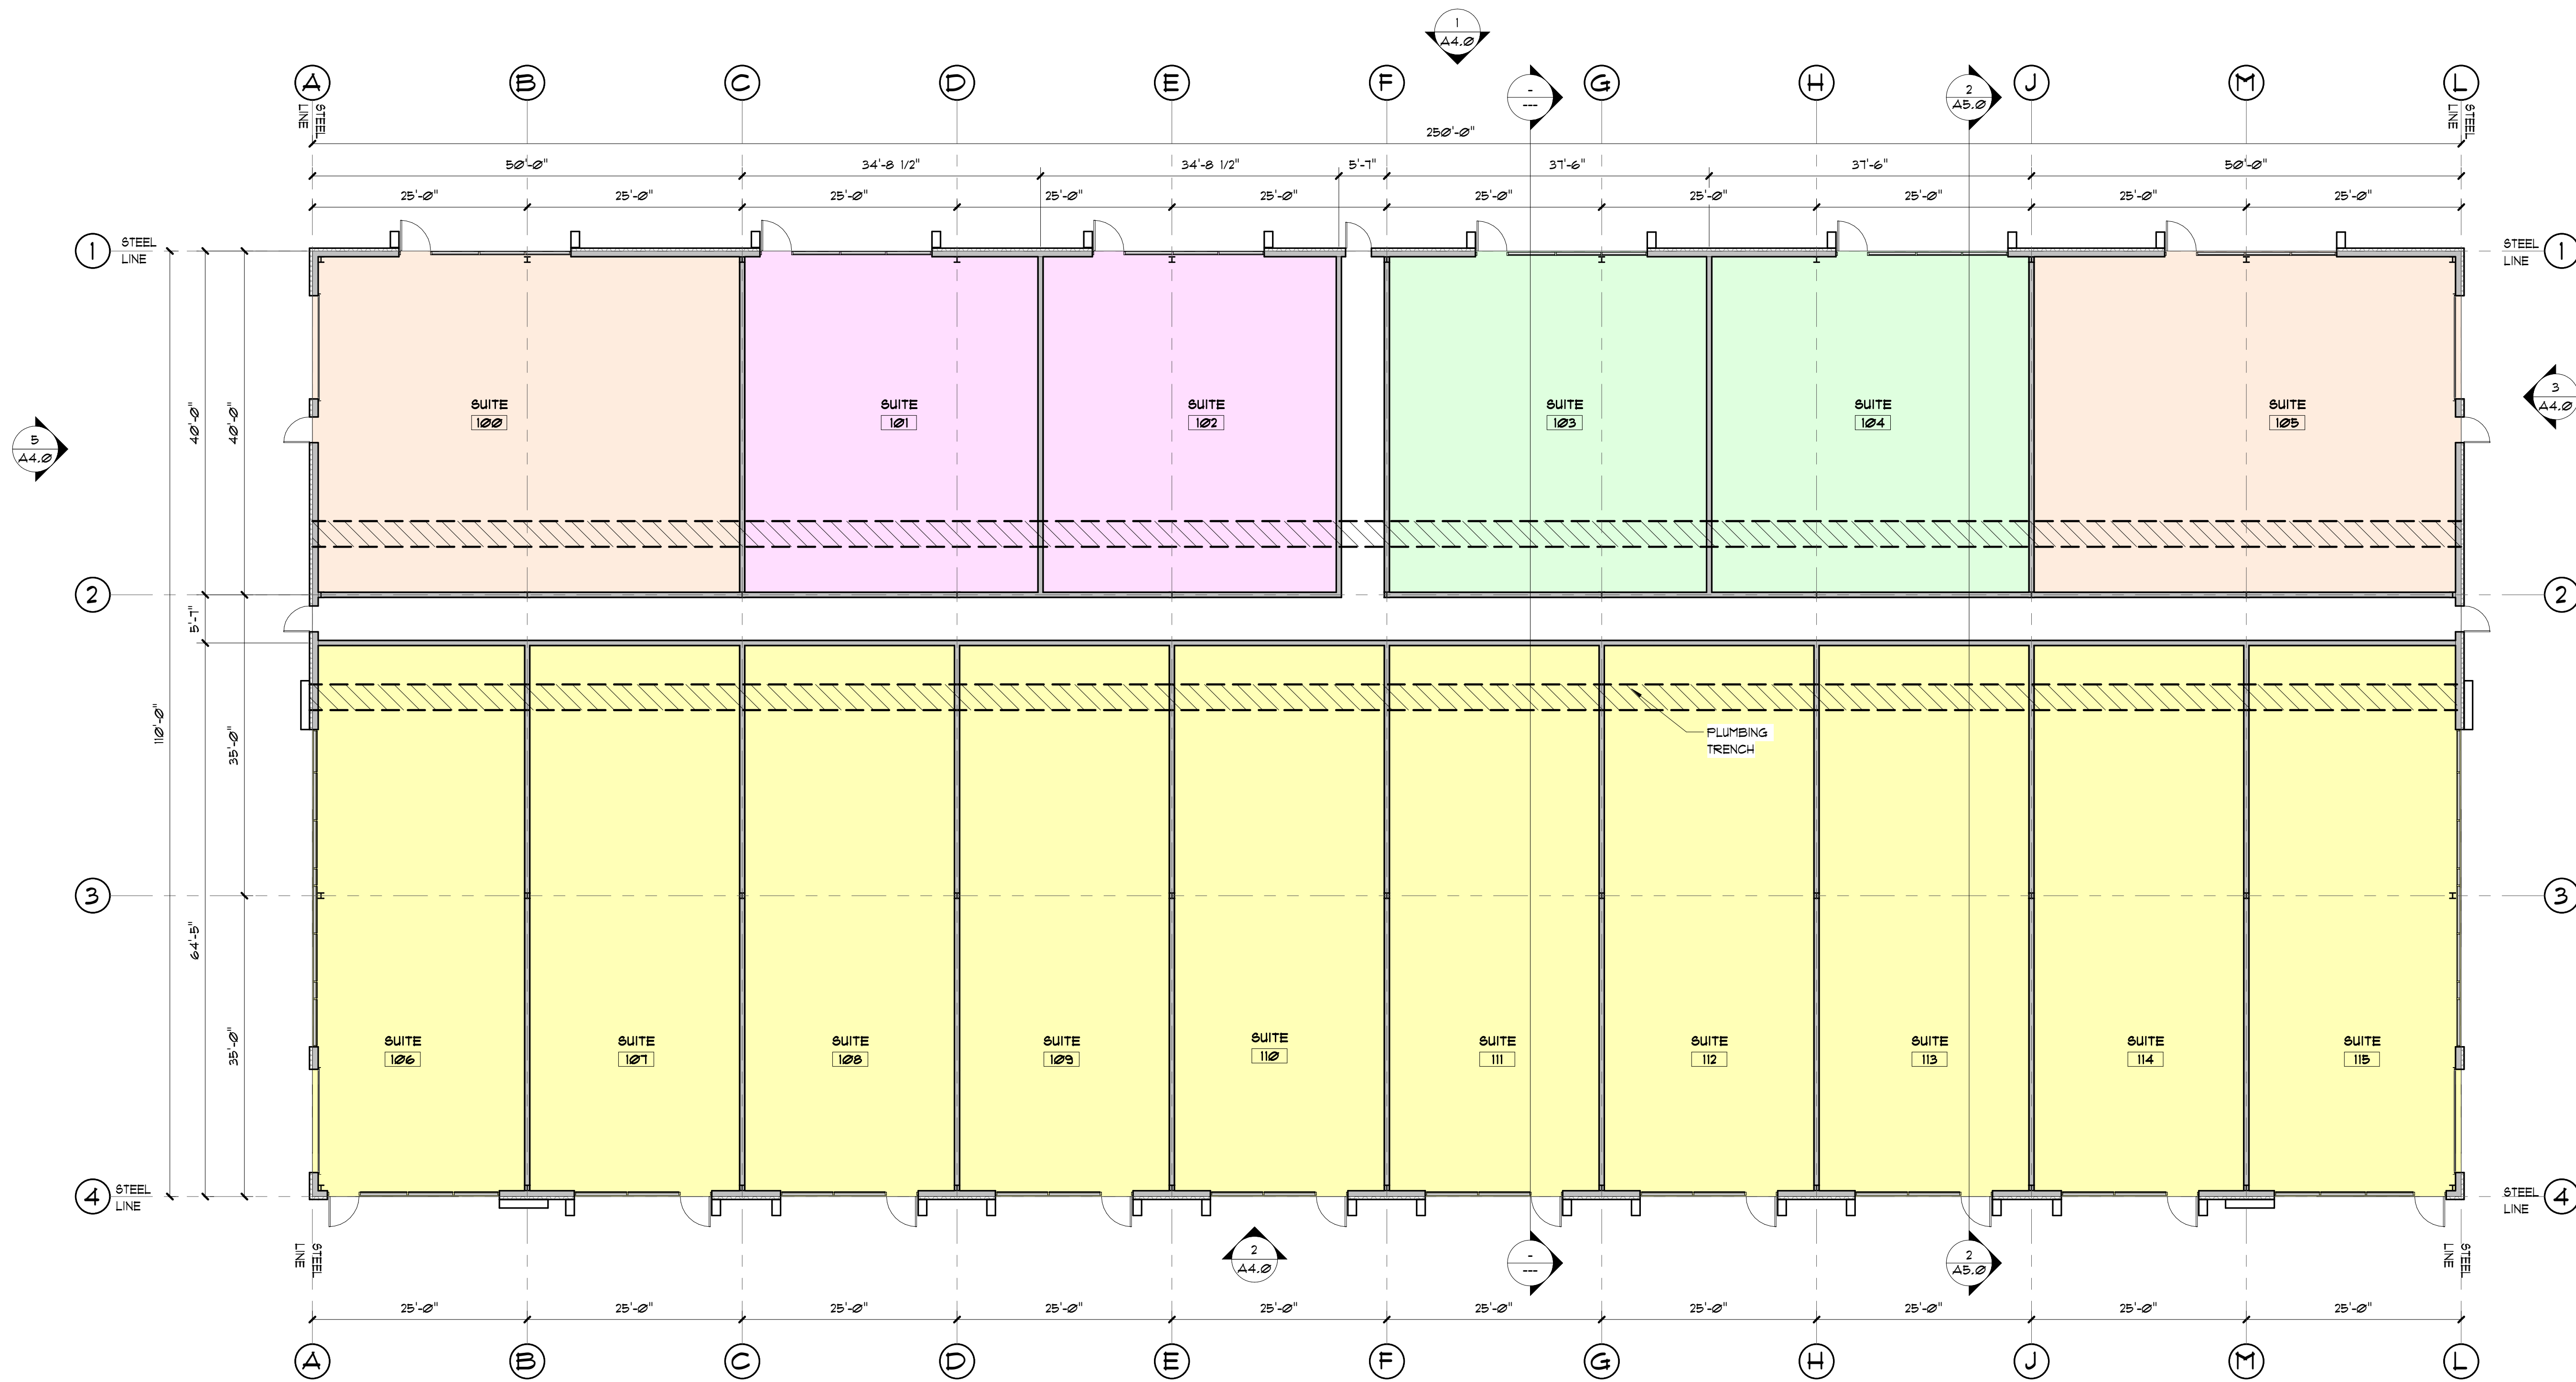 1
A4.0
A B C D E F G H J M L
- 2
--- A5.0
STEEL LINE STEEL LINE
250'-0"
50'-0" 34'-8 1/2" 34'-8 1/2" 5'-7" 37'-6" 37'-6" 50'-0"
25'-0" 25'-0" 25'-0" 25'-0" 25'-0" 25'-0" 25'-0" 25'-0" 25'-0" 25'-0"
1 STEEL LINE STEEL LINE 1
SUITE SUITE SUITE SUITE SUITE SUITE
100 101 102 103 104 105
40'-0" 40'-0"
5 3
A4.0 A4.0
2 2
5'-7"
110'-0"
35'-0"
PLUMBING
TRENCH
3 3
64'-5"
35'-0"
SUITE SUITE SUITE SUITE SUITE SUITE SUITE SUITE SUITE SUITE
106 107 108 109 110 111 112 113 114 115
4 STEEL LINE STEEL LINE 4
STEEL LINE STEEL LINE
2 - 2
A4.0 --- A5.0
25'-0" 25'-0" 25'-0" 25'-0" 25'-0" 25'-0" 25'-0" 25'-0" 25'-0" 25'-0"
A B C D E F G H J M L